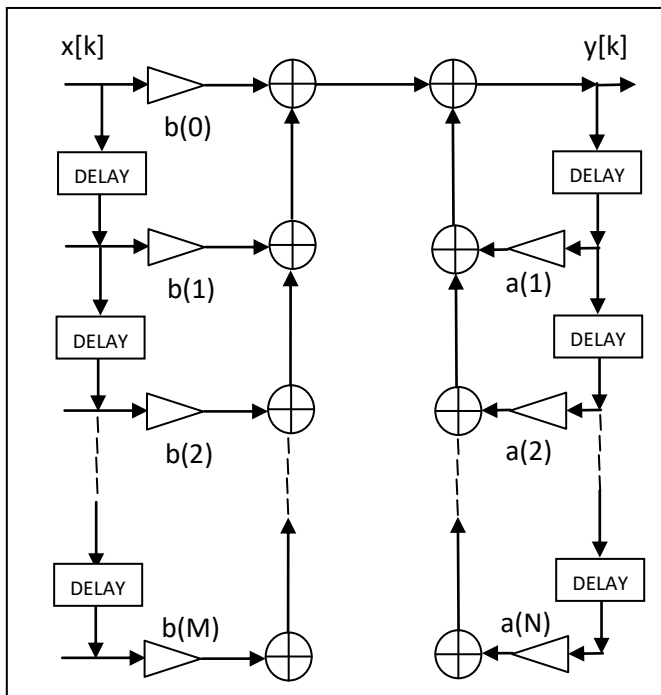 x[k] y[k]
b(0)
DELAY DELAY
b(1) a(1)
DELAY DELAY
b(2) a(2)
DELAY DELAY
b(M) a(N)